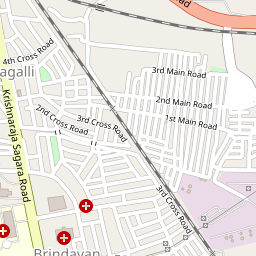 Road
4th Cross Road
agalli
3rd Main Road
2nd Main Road
1st Main Road
Krishnaraja Sagara Road
2nd Cross Road
3rd Cross Road
3rd Cross Road
Brindavan